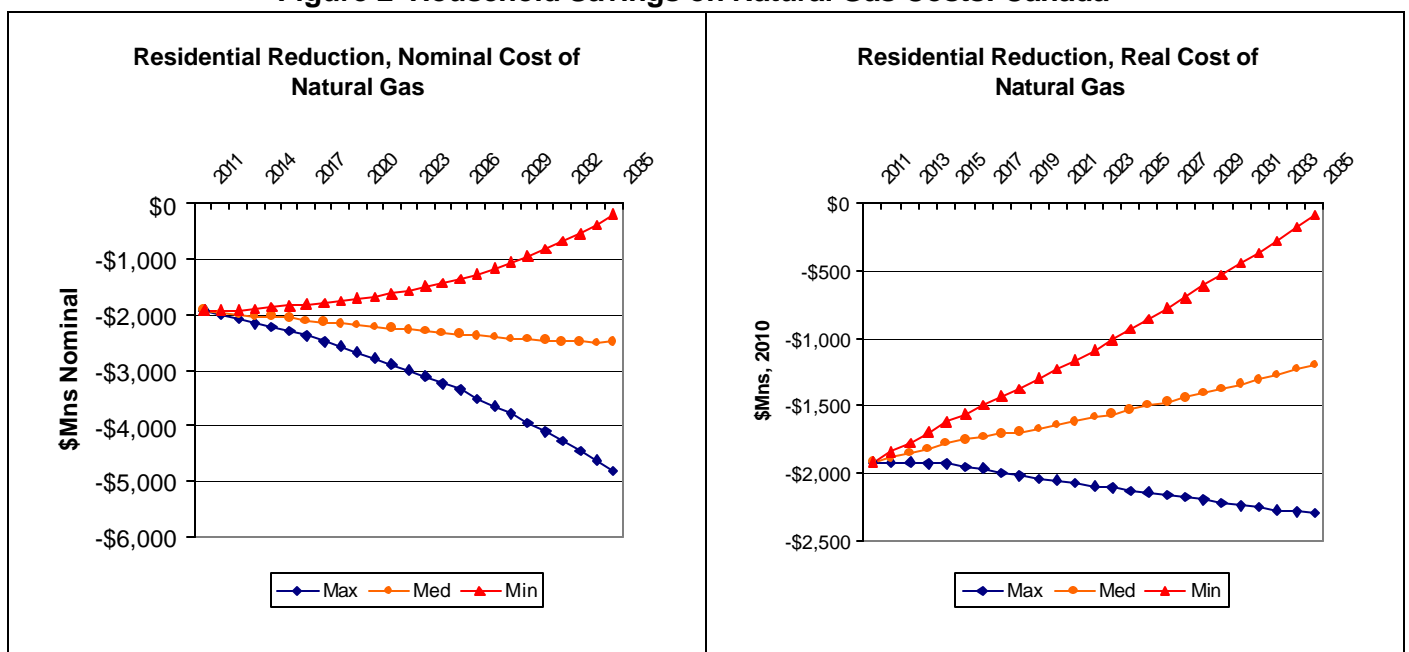 Figure 2 Household Savings on Natural Gas Costs: Canada
Residential Reduction, Nominal Cost of
Natural Gas
2011 2014 2017 2020 2023 2026 2029 2032 2035
$Mns Nominal
$0
-$1,000
-$2,000
-$3,000
-$4,000
-$5,000
-$6,000
Max Med Min
Residential Reduction, Real Cost of
Natural Gas
2011 2013 2015 2017 2019 2021 2023 2025 2027 2029 2031 2033 2035
$Mns, 2010
$0
-$500
-$1,000
-$1,500
-$2,000
-$2,500
Max Med Min